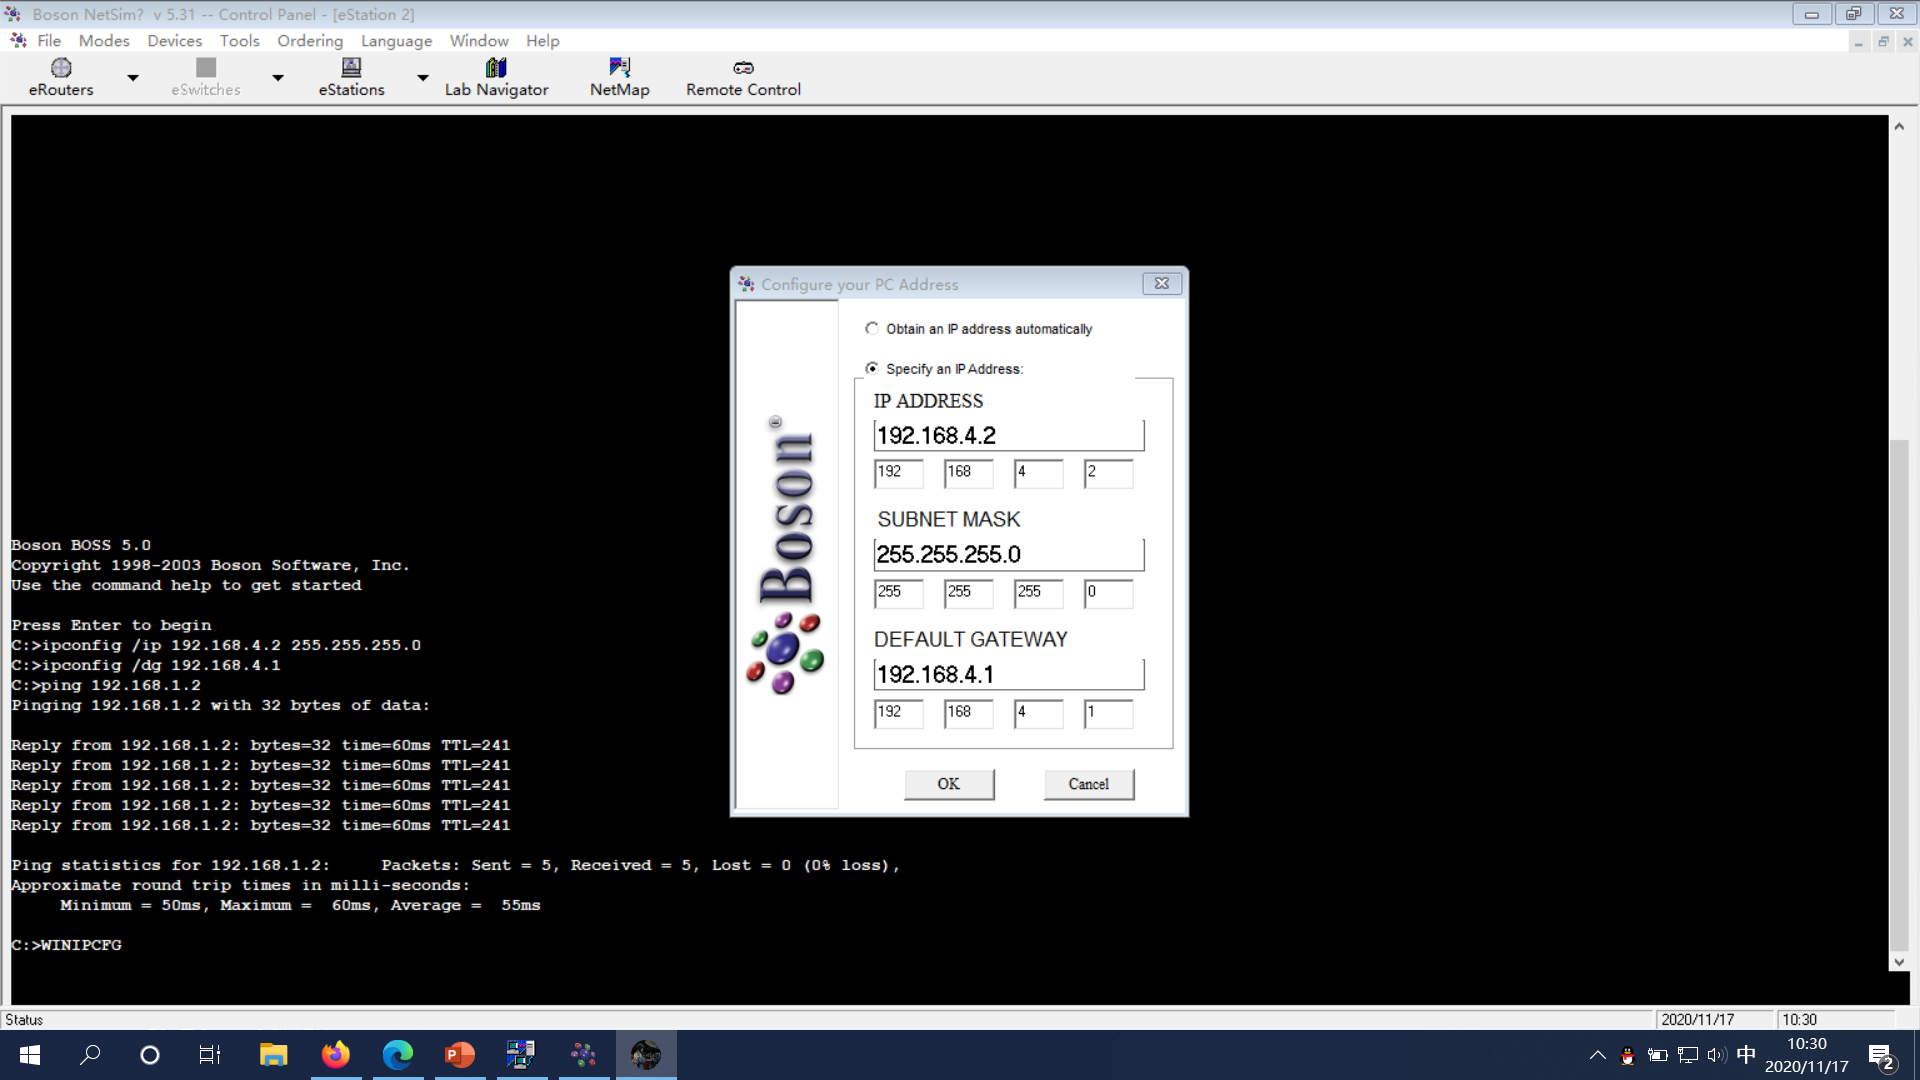 Boson NetSim? v 5.31 -- Control Panel - [eStation 2]
File Modes Devices Tools Ordering Language Window Help
eRouters eSwitches eStations Lab Navigator NetMap Remote Control
Configure your PC Address
Obtain an IP address automatically
Specify an IP Address:
IP ADDRESS
192.168.4.2
192 168 4 2
SUBNET MASK
255.255.255.0
255 255 255 0
DEFAULT GATEWAY
192.168.4.1
192 168 4 1
OK Cancel
Boson
Boson BOSS 5.0
Copyright 1998-2003 Boson Software, Inc.
Use the command help to get started
Press Enter to begin
C:>ipconfig /ip 192.168.4.2 255.255.255.0
C:>ipconfig /dg 192.168.4.1
C:>ping 192.168.1.2
Pinging 192.168.1.2 with 32 bytes of data:
Reply from 192.168.1.2: bytes=32 time=60ms TTL=241
Reply from 192.168.1.2: bytes=32 time=60ms TTL=241
Reply from 192.168.1.2: bytes=32 time=60ms TTL=241
Reply from 192.168.1.2: bytes=32 time=60ms TTL=241
Reply from 192.168.1.2: bytes=32 time=60ms TTL=241
Ping statistics for 192.168.1.2: Packets: Sent = 5, Received = 5, Lost = 0 (0% loss),
Approximate round trip times in milli-seconds:
Minimum = 50ms, Maximum = 60ms, Average = 55ms
C:>WINIPCFG
Status 2020/11/17 10:30
中 10:30
2020/11/17
2